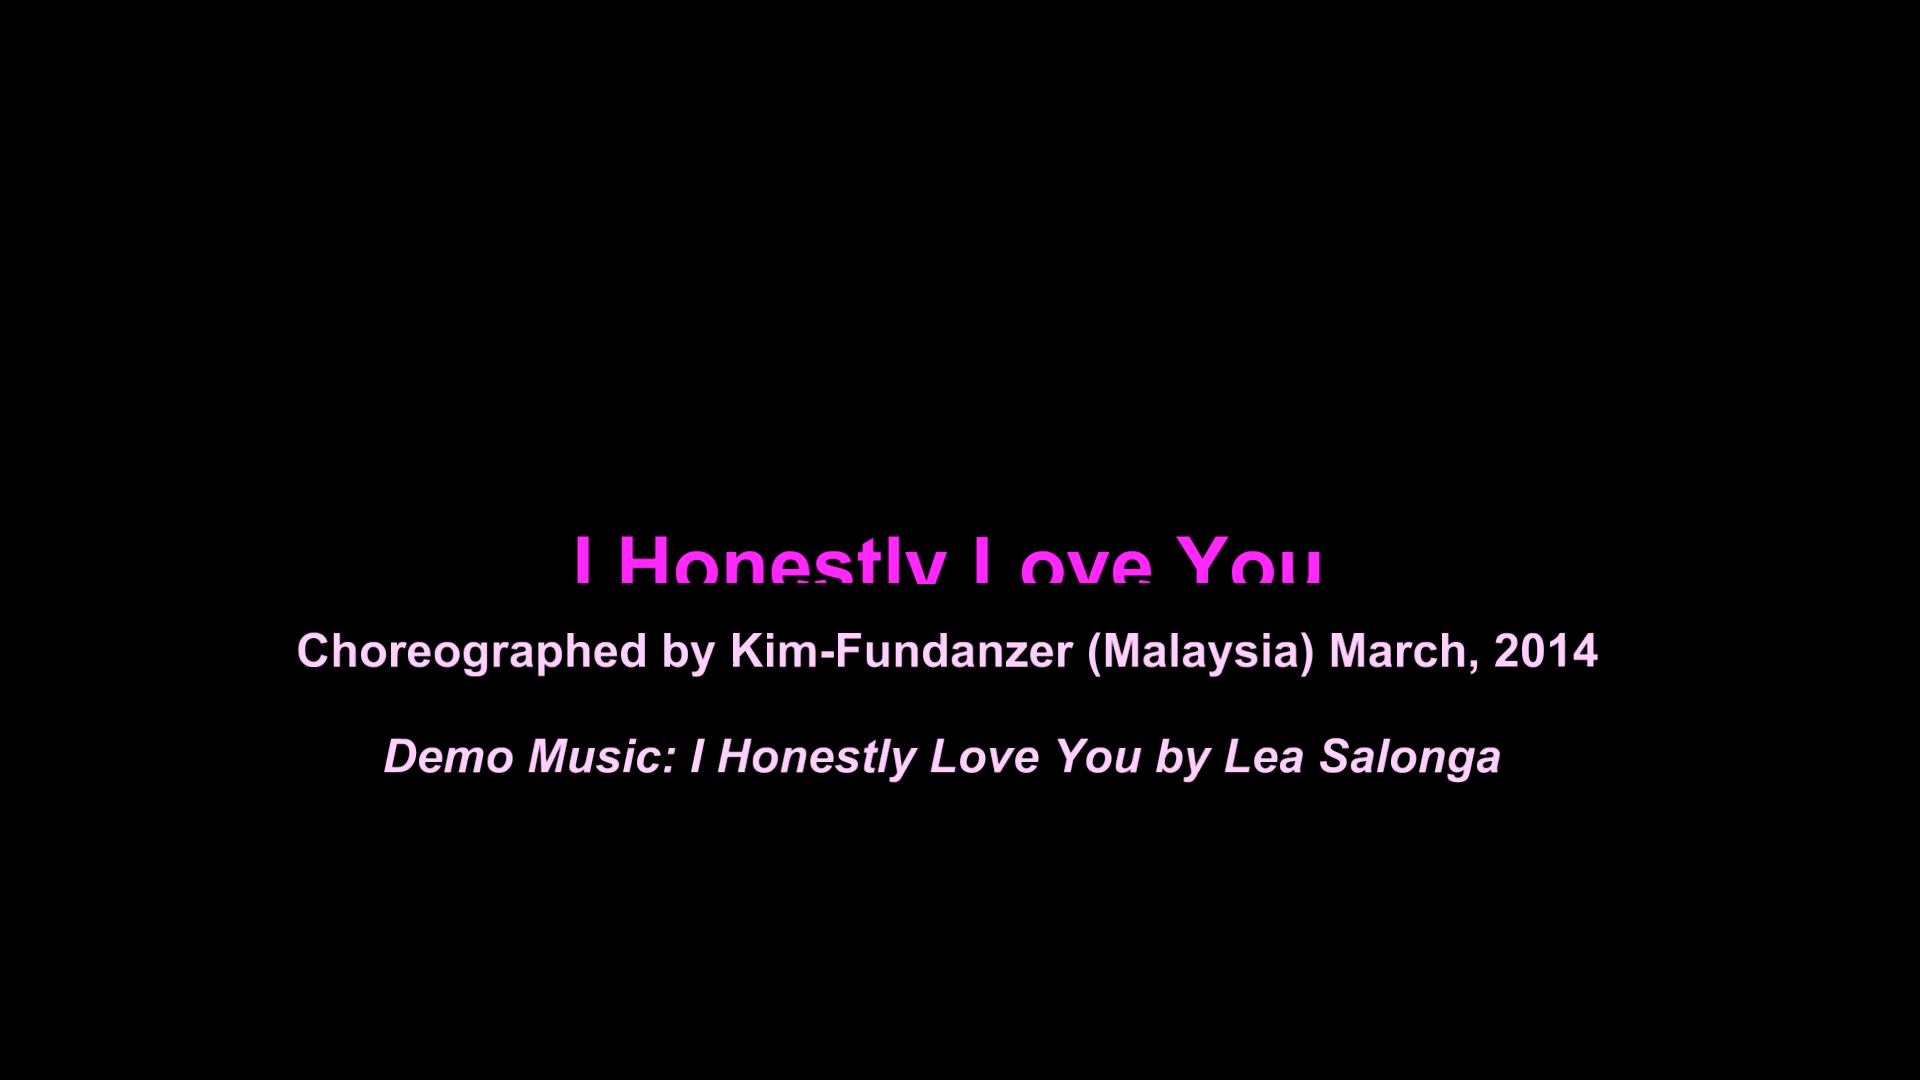 I Honestly Love You
Choreographed by Kim-Fundanzer (Malaysia) March, 2014
Demo Music: I Honestly Love You by Lea Salonga